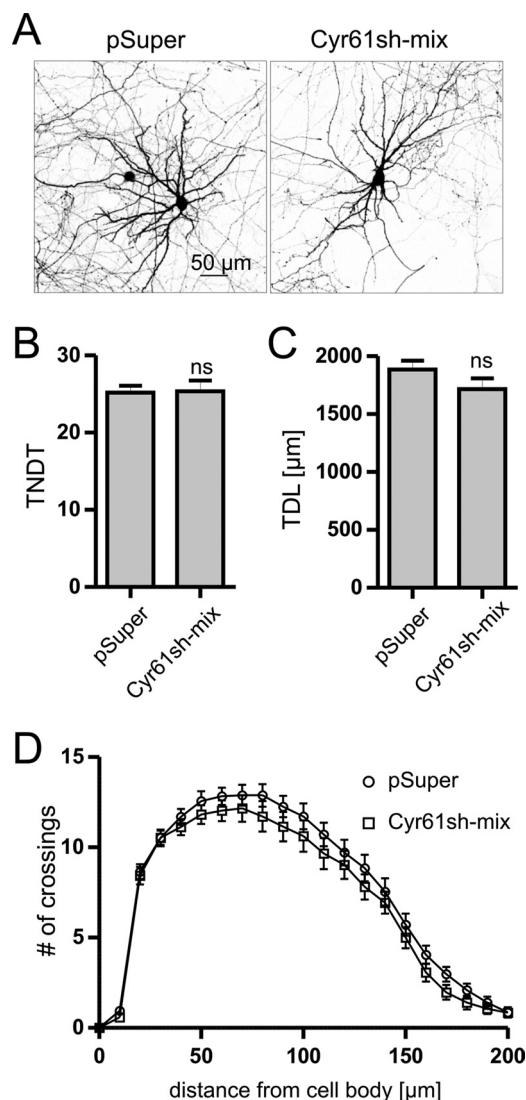 A
pSuper
Cyr61sh-mix
50 µm
B
30
20
10
0
TNDT
ns
pSuper
Cyr61sh-mix
C
2000
1500
1000
500
0
TDL [µm]
ns
pSuper
Cyr61sh-mix
D
15
10
5
0
# of crossings
pSuper
Cyr61sh-mix
0 50 100 150 200
distance from cell body [µm]